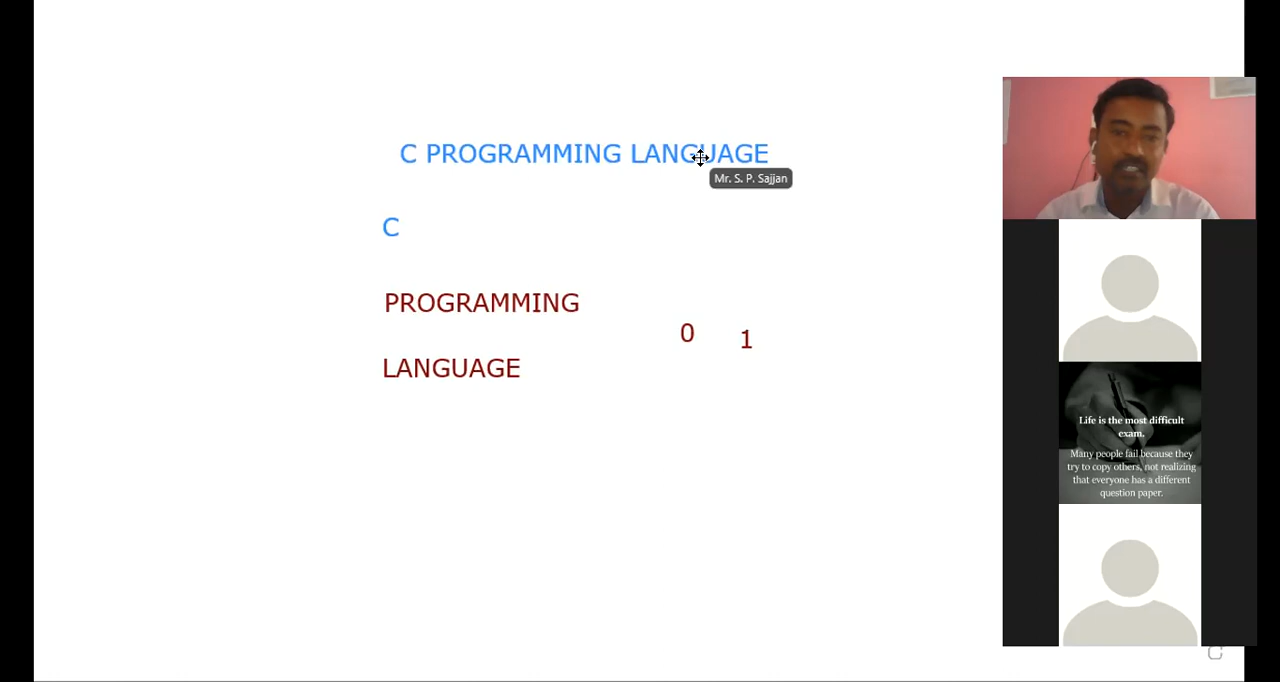 C PROGRAMMING LANGUAGE
Mr. S. P. Sajjan
C
PROGRAMMING
0 1
LANGUAGE
Life is the most difficult
exam.
Many people fail because they
try to copy others, not realizing
that everyone has a different
question paper.